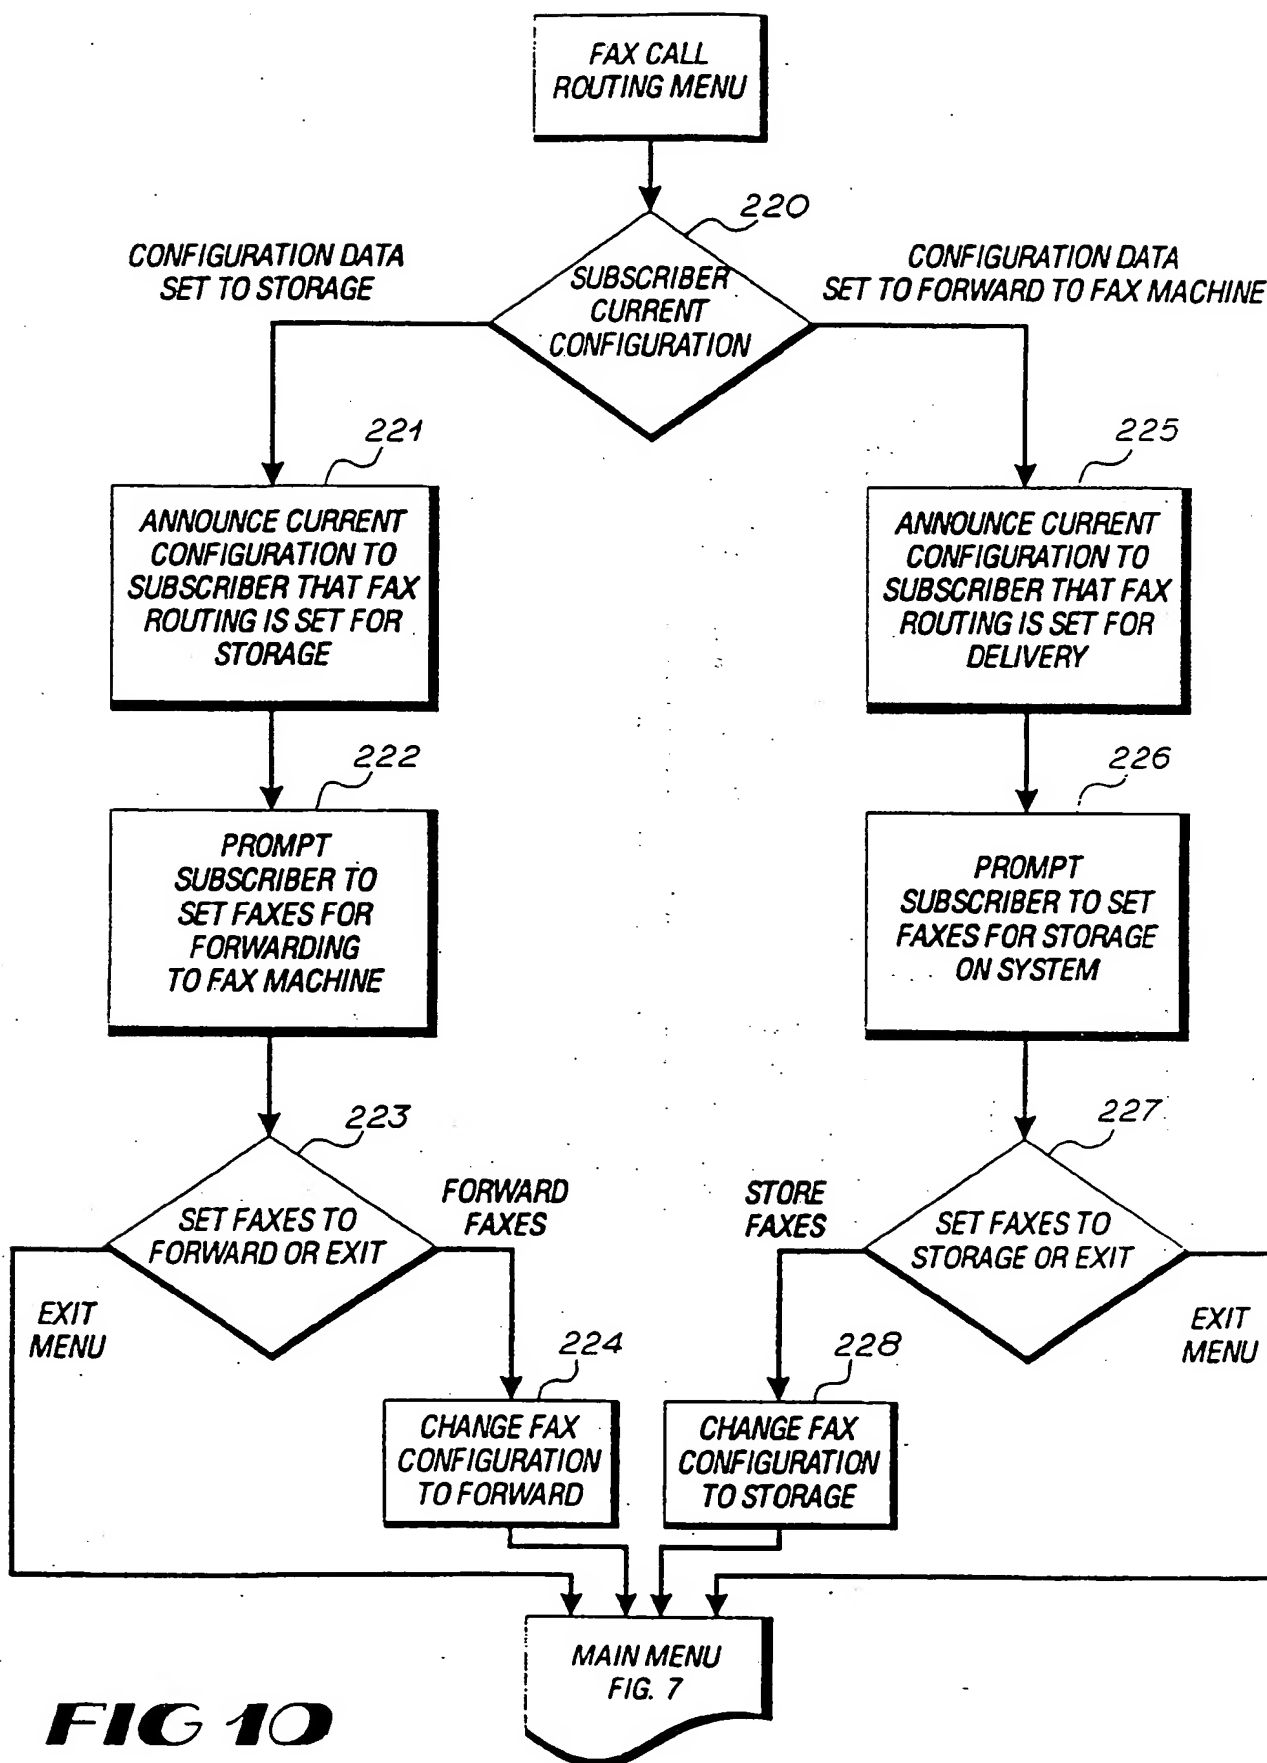 FAX CALL
ROUTING MENU
220
CONFIGURATION DATA
SET TO STORAGE
SUBSCRIBER
CURRENT
CONFIGURATION
CONFIGURATION DATA
SET TO FORWARD TO FAX MACHINE
221
ANNOUNCE CURRENT
CONFIGURATION TO
SUBSCRIBER THAT FAX
ROUTING IS SET FOR
STORAGE
225
ANNOUNCE CURRENT
CONFIGURATION TO
SUBSCRIBER THAT FAX
ROUTING IS SET FOR
DELIVERY
222
PROMPT
SUBSCRIBER TO
SET FAXES FOR
FORWARDING
TO FAX MACHINE
226
PROMPT
SUBSCRIBER TO SET
FAXES FOR STORAGE
ON SYSTEM
223
SET FAXES TO
FORWARD OR EXIT
FORWARD
FAXES
EXIT
MENU
227
STORE
FAXES
SET FAXES TO
STORAGE OR EXIT
EXIT
MENU
224
CHANGE FAX
CONFIGURATION
TO FORWARD
228
CHANGE FAX
CONFIGURATION
TO STORAGE
MAIN MENU
FIG. 7
FIG 10